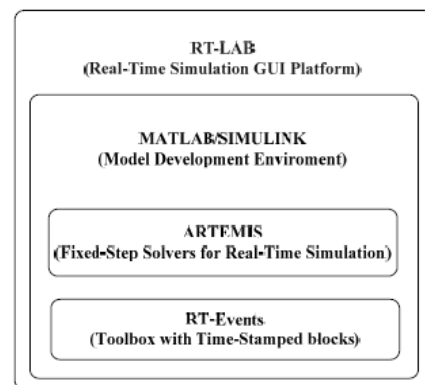 RT-LAB
(Real-Time Simulation GUI Platform)
MATLAB/SIMULINK
(Model Development Enviroment)
ARTEMIS
(Fixed-Step Solvers for Real-Time Simulation)
RT-Events
(Toolbox with Time-Stamped blocks)